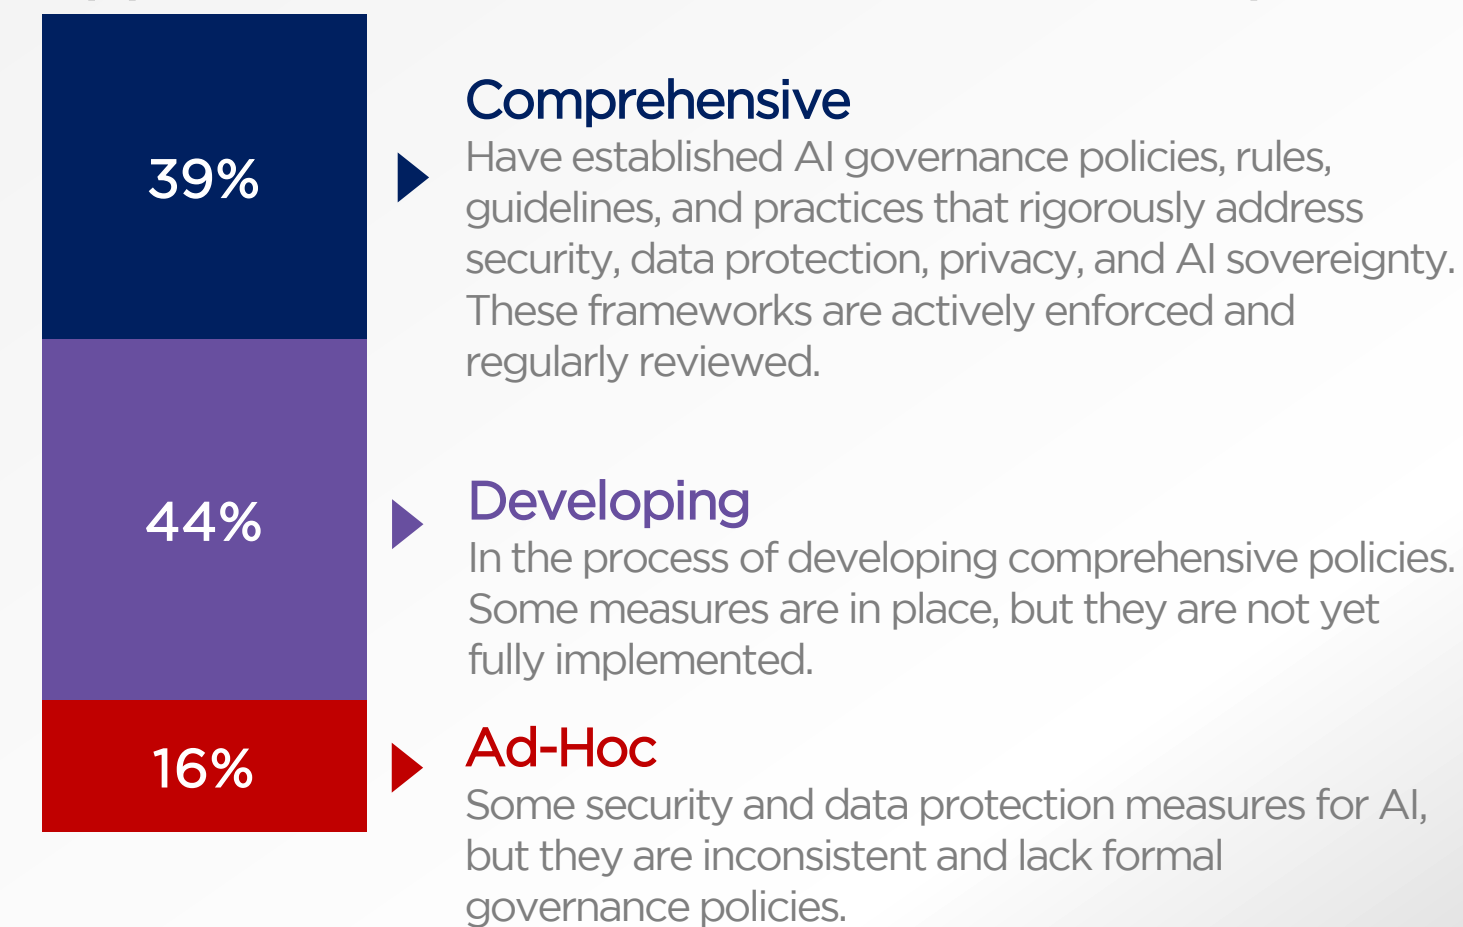 39%
Comprehensive
Have established AI governance policies, rules,
guidelines, and practices that rigorously address
security, data protection, privacy, and AI sovereignty.
These frameworks are actively enforced and
regularly reviewed.
44%
Developing
In the process of developing comprehensive policies.
Some measures are in place, but they are not yet
fully implemented.
16%
Ad-Hoc
Some security and data protection measures for AI,
but they are inconsistent and lack formal
governance policies.